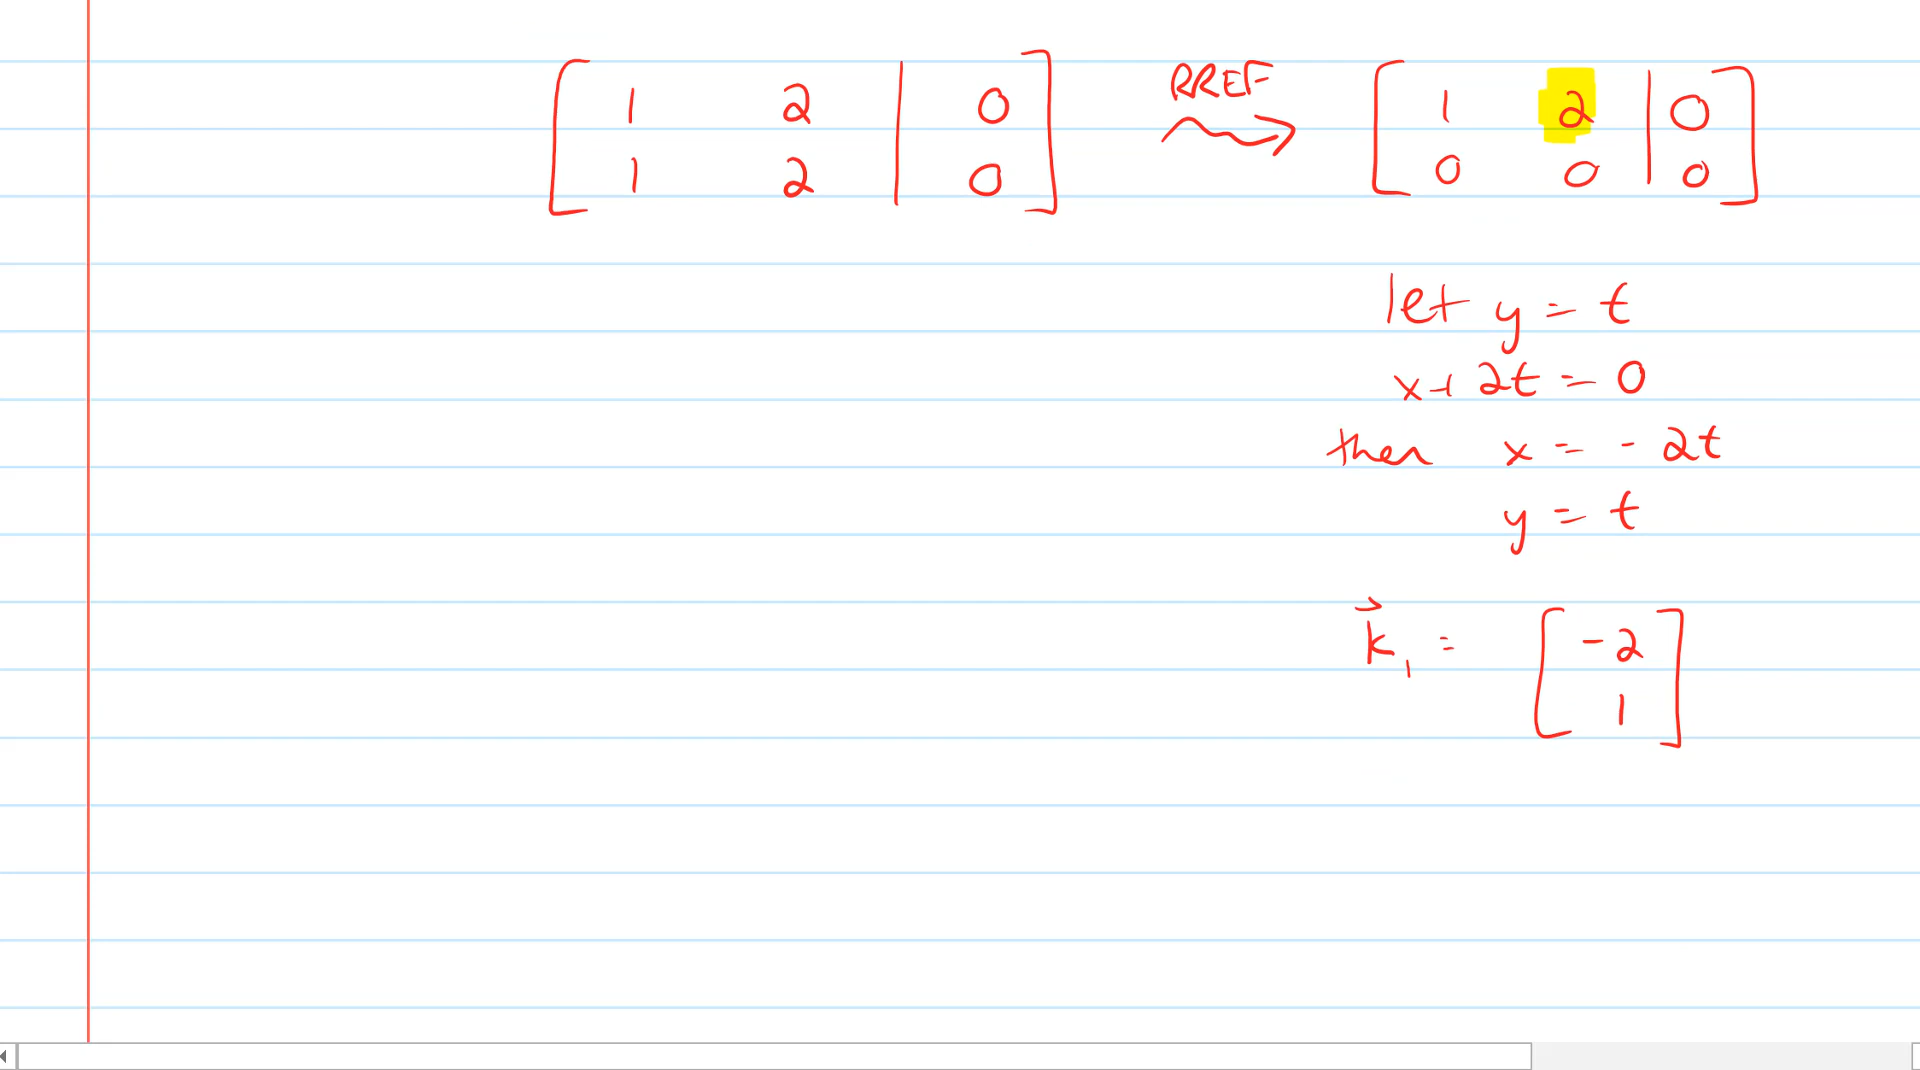 1 2 | 0 RREF 1 2 | 0
1 2 | 0 0 0 | 0
let y = t
x + 2t = 0
then x = - 2t
y = t
k⃗₁ = [ -2
1 ]